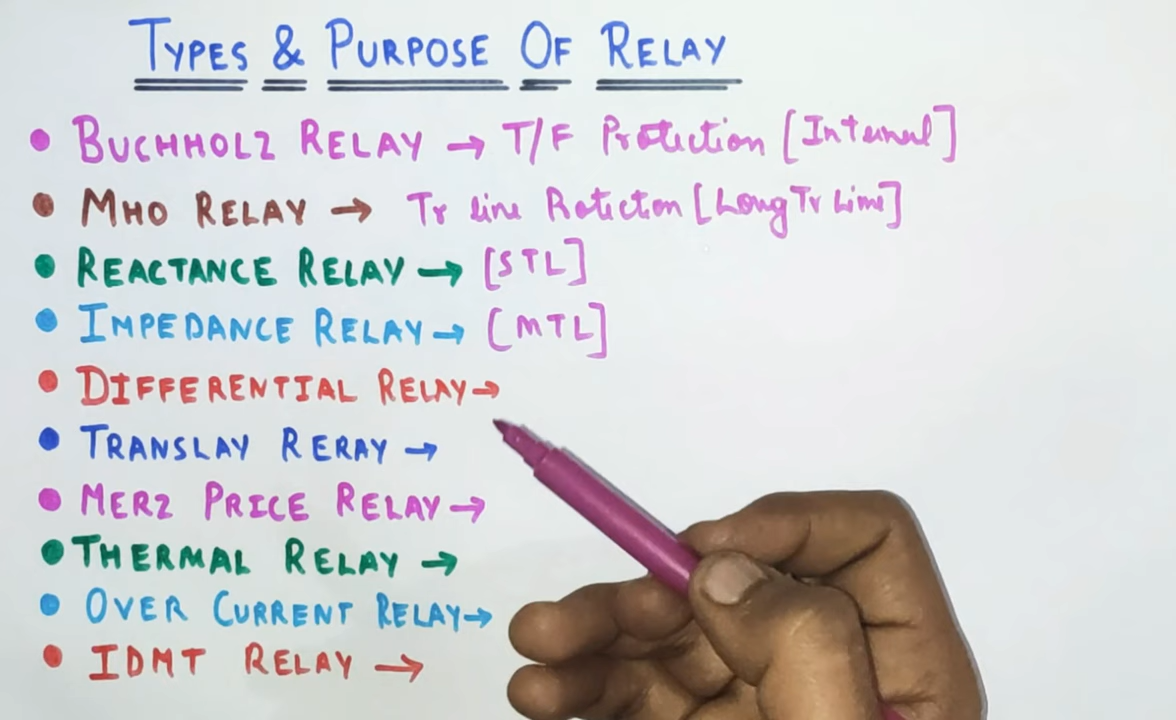 TYPES & PURPOSE OF RELAY
• BUCHHOLZ RELAY → T/F Protection [Internal]
• MHO RELAY → Tr line Rotection [Long Tr Line]
• REACTANCE RELAY → [STL]
• IMPEDANCE RELAY → [MTL]
• DIFFERENTIAL RELAY →
• TRANSLAY RERAY →
• MERZ PRICE RELAY →
• THERMAL RELAY →
• OVER CURRENT RELAY →
• IDMT RELAY →